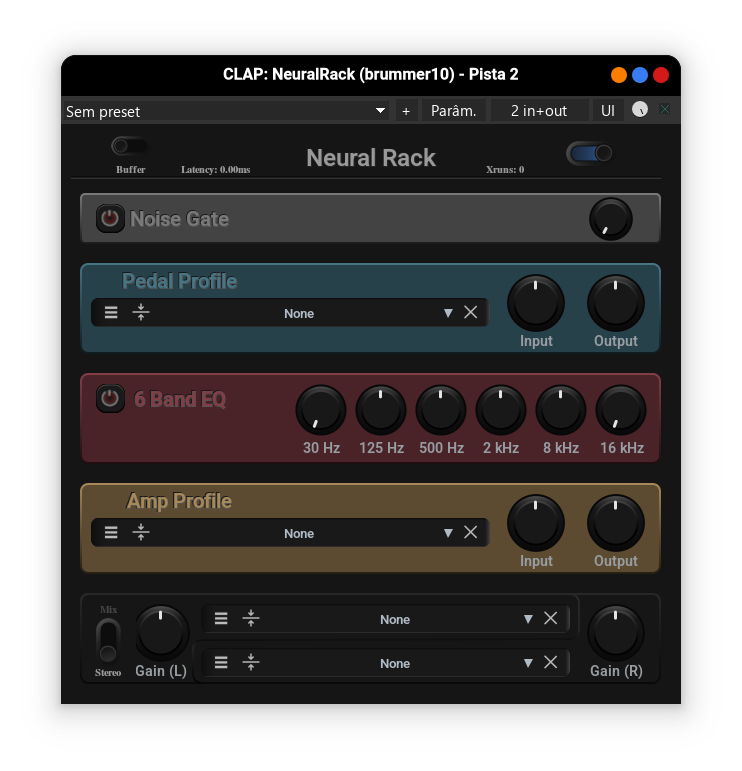 CLAP: NeuralRack (brummer10) - Pista 2
Sem preset + Parâm. 2 in+out UI
Neural Rack
Buffer Latency: 0.00ms Xruns: 0
Noise Gate
Pedal Profile
None
Input Output
6 Band EQ
30 Hz 125 Hz 500 Hz 2 kHz 8 kHz 16 kHz
Amp Profile
None
Input Output
Mix
None
None
Stereo Gain (L) Gain (R)